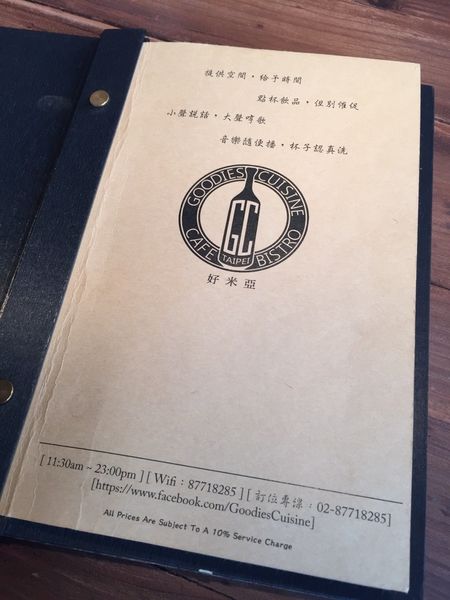 提供空間·給予時間
點杯飲品·但別催促
小聲說話·大聲唱歌
音樂隨便播·杯子認真洗
GOODIES CUISINE
GC
TAIPEI
CAFE BISTRO
好米亞
[ 11:30am ~ 23:00pm ] [ Wifi：87718285 ] [ 訂位專線：02-87718285]
[https://www.facebook.com/GoodiesCuisine]
All Prices Are Subject To A 10% Service Charge